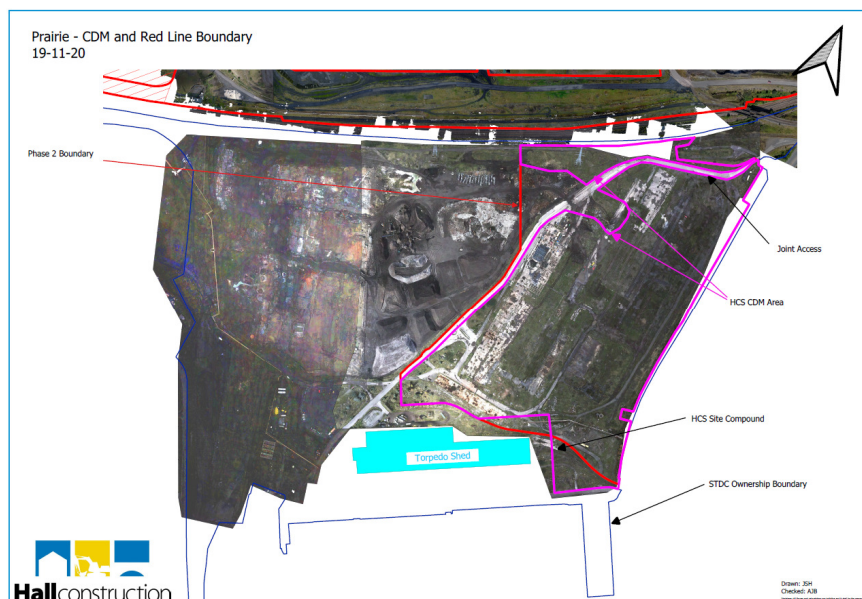 Prairie - CDM and Red Line Boundary
19-11-20
Phase 2 Boundary
Joint Access
HCS CDM Area
HCS Site Compound
Torpedo Shed
STDC Ownership Boundary
Hallconstruction
Drawn: JSH
Checked: AJB